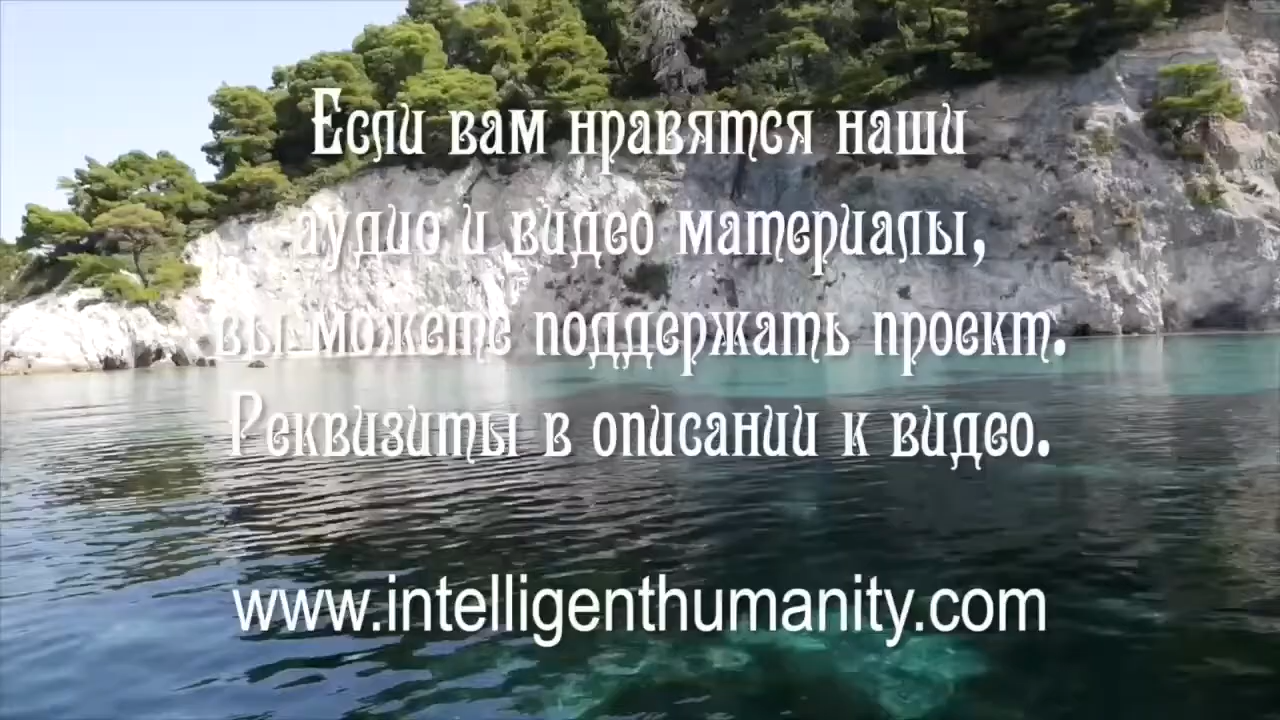 Если вам нравятся наши
аудио и видео материалы,
вы можете поддержать проект.
Реквизиты в описании к видео.
www.intelligenthumanity.com